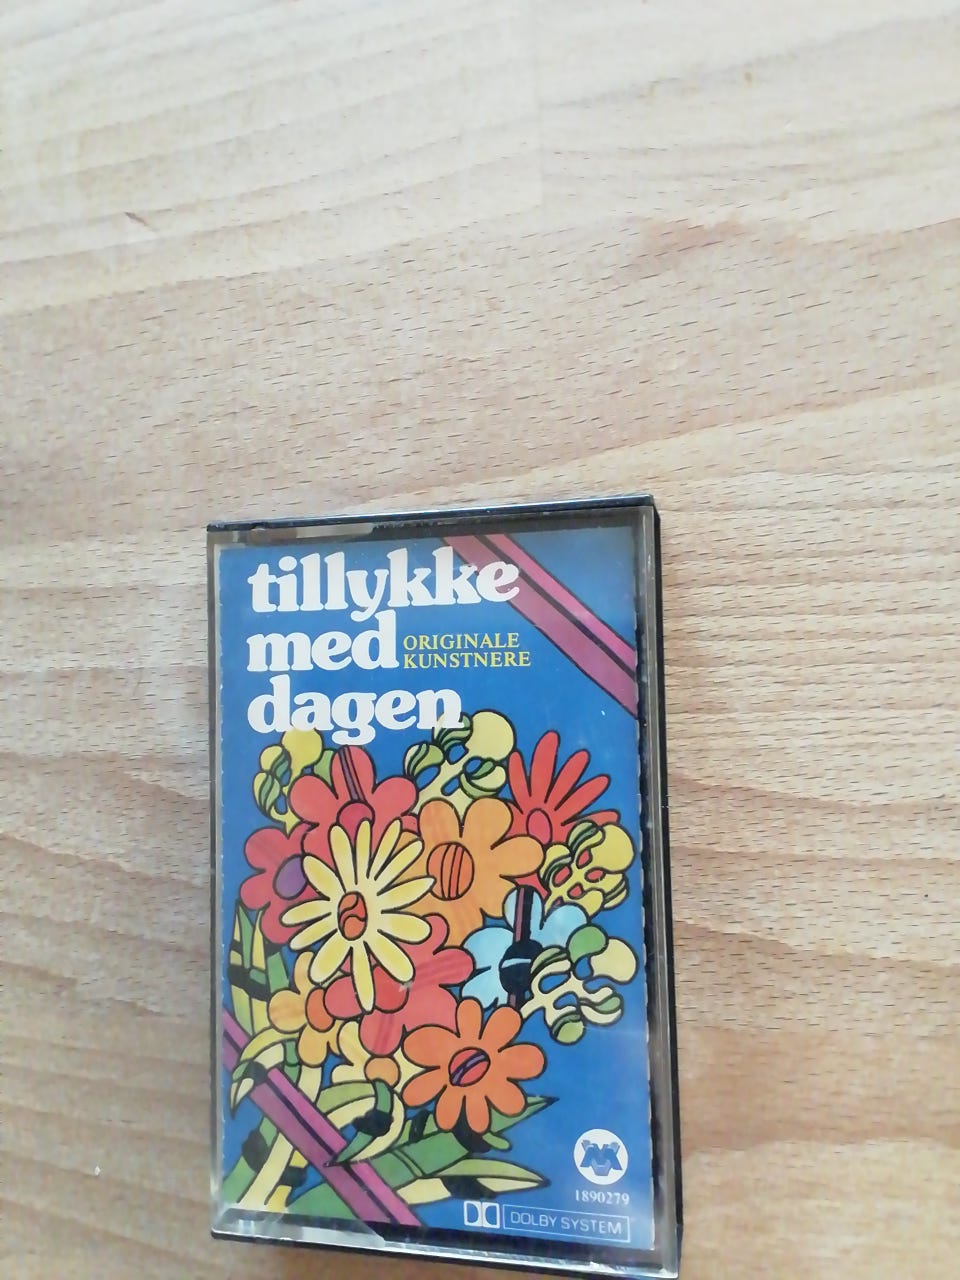 tillykke
med
ORIGINALE
KUNSTNERE
dagen
1890279
DOLBY SYSTEM